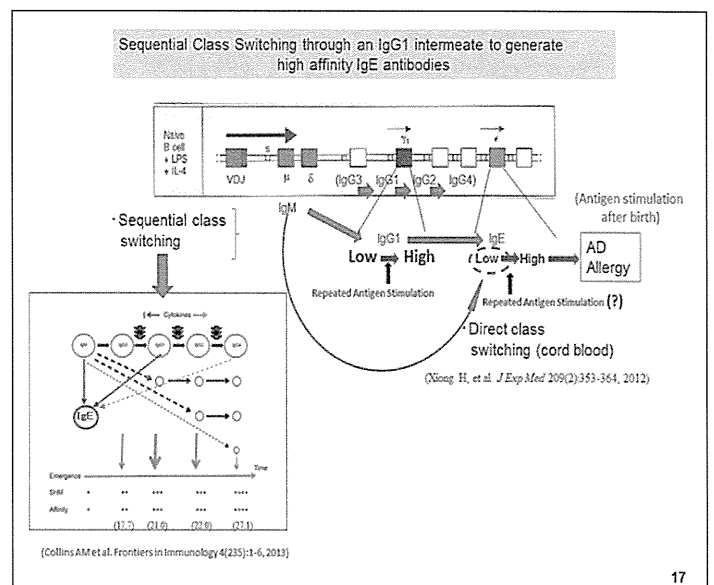 Sequential Class Switching through an IgG1 intermeate to generate
high affinity IgE antibodies
Naive
B cell
+ LPS
+ IL-4
S
γ1
VDJ
μ
δ
(IgG3
IgG1
IgG2
IgG4)
IgM
(Antigen stimulation
after birth)
・Sequential class
switching
IgG1
IgE
Low
High
(Low
High
AD
Allergy
Repeated Antigen Stimulation
Repeated Antigen Stimulation (?)
・Direct class
switching (cord blood)
(Xiong H, et al. J Exp Med 209(2):353-364, 2012)
Cytokines
IgE
Time
Emergence
SHM
+
++
+++
+++
++++
Affinity
+
++
+++
+++
++++
(17.7)
(21.0)
(22.0)
(27.1)
(Collins AM et al. Frontiers in Immunology 4(235):1-6, 2013)
17